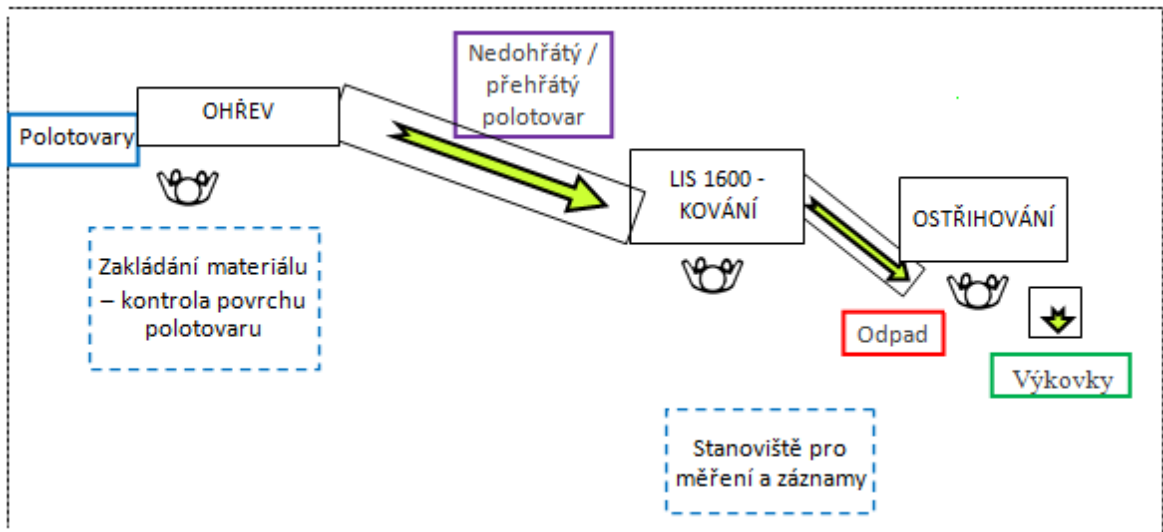 Polotovary
OHŘEV
Nedohřátý /
přehřátý
polotovar
LIS 1600 -
KOVÁNÍ
OSTŘIHOVÁNÍ
Zakládání materiálu
– kontrola povrchu
polotovaru
Odpad
Výkovky
Stanoviště pro
měření a záznamy